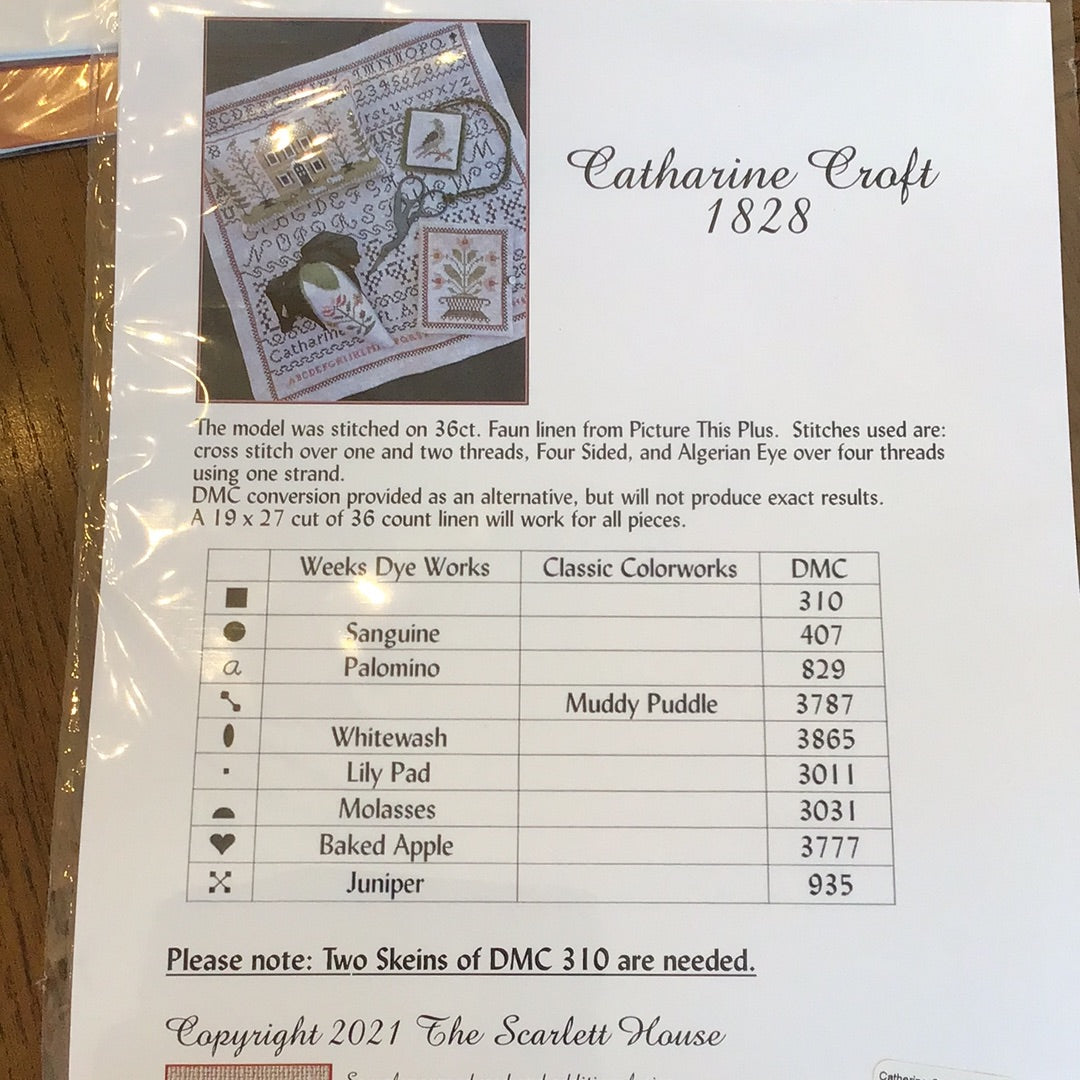 Catharine Croft
1828
The model was stitched on 36ct. Faun linen from Picture This Plus. Stitches used are:
cross stitch over one and two threads, Four Sided, and Algerian Eye over four threads
using one strand.
DMC conversion provided as an alternative, but will not produce exact results.
A 19 x 27 cut of 36 count linen will work for all pieces.
Weeks Dye Works Classic Colorworks DMC
310
Sanguine 407
a Palomino 829
Muddy Puddle 3787
Whitewash 3865
Lily Pad 3011
Molasses 3031
Baked Apple 3777
Juniper 935
Please note: Two Skeins of DMC 310 are needed.
Copyright 2021 The Scarlett House